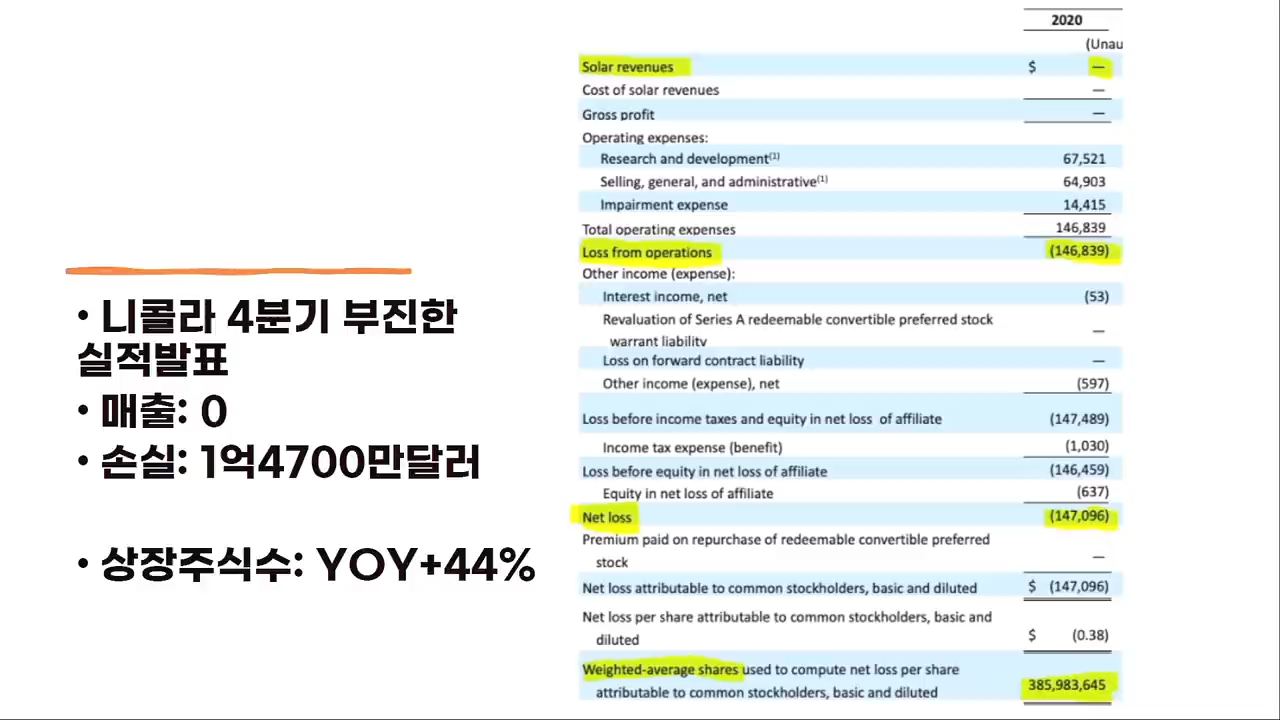 • 니콜라 4분기 부진한
실적발표
• 매출: 0
• 손실: 1억4700만달러
• 상장주식수: YOY+44%
2020
(Unau
Solar revenues $ —
Cost of solar revenues —
Gross profit —
Operating expenses:
Research and development(1) 67,521
Selling, general, and administrative(1) 64,903
Impairment expense 14,415
Total operating expenses 146,839
Loss from operations (146,839)
Other income (expense):
Interest income, net (53)
Revaluation of Series A redeemable convertible preferred stock
warrant liability —
Loss on forward contract liability —
Other income (expense), net (597)
Loss before income taxes and equity in net loss of affiliate (147,489)
Income tax expense (benefit) (1,030)
Loss before equity in net loss of affiliate (146,459)
Equity in net loss of affiliate (637)
Net loss (147,096)
Premium paid on repurchase of redeemable convertible preferred
stock —
Net loss attributable to common stockholders, basic and diluted $ (147,096)
Net loss per share attributable to common stockholders, basic and
diluted $ (0.38)
Weighted-average shares used to compute net loss per share
attributable to common stockholders, basic and diluted 385,983,645